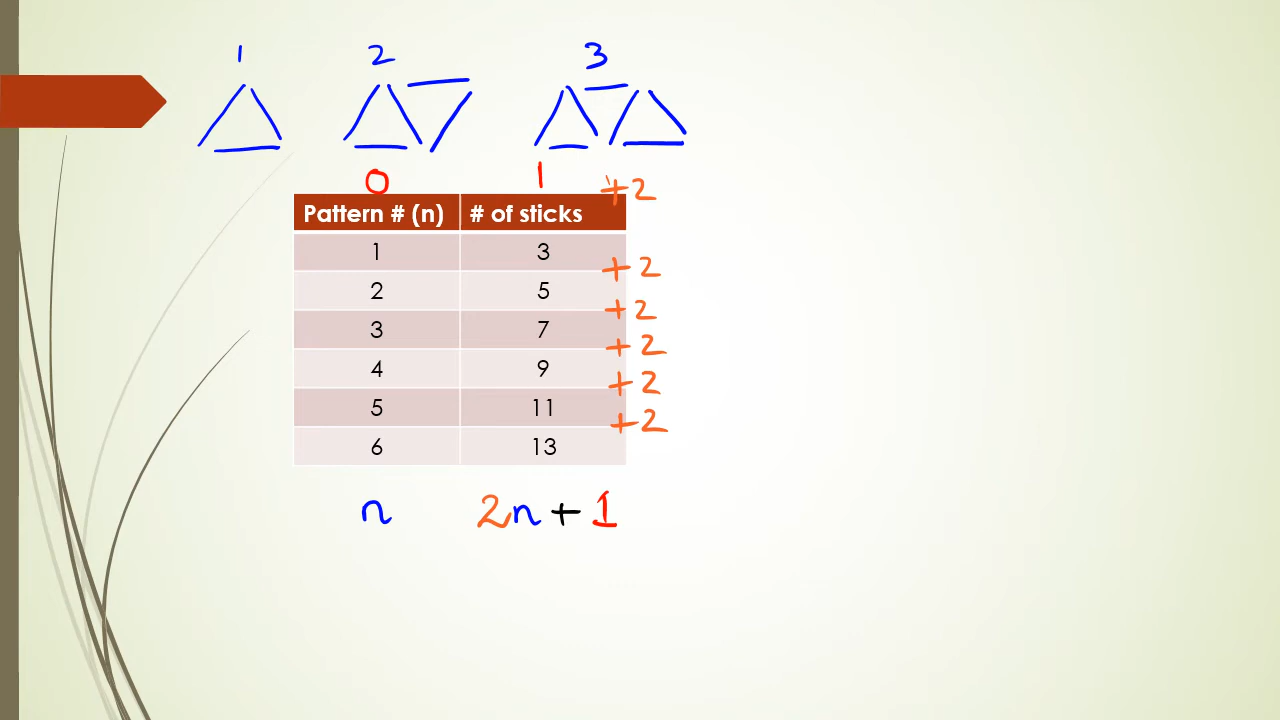 1 2 3
0 1 +2
Pattern # (n) # of sticks
1 3
+2
2 5
+2
3 7
+2
4 9
+2
5 11
+2
6 13
n 2n + 1